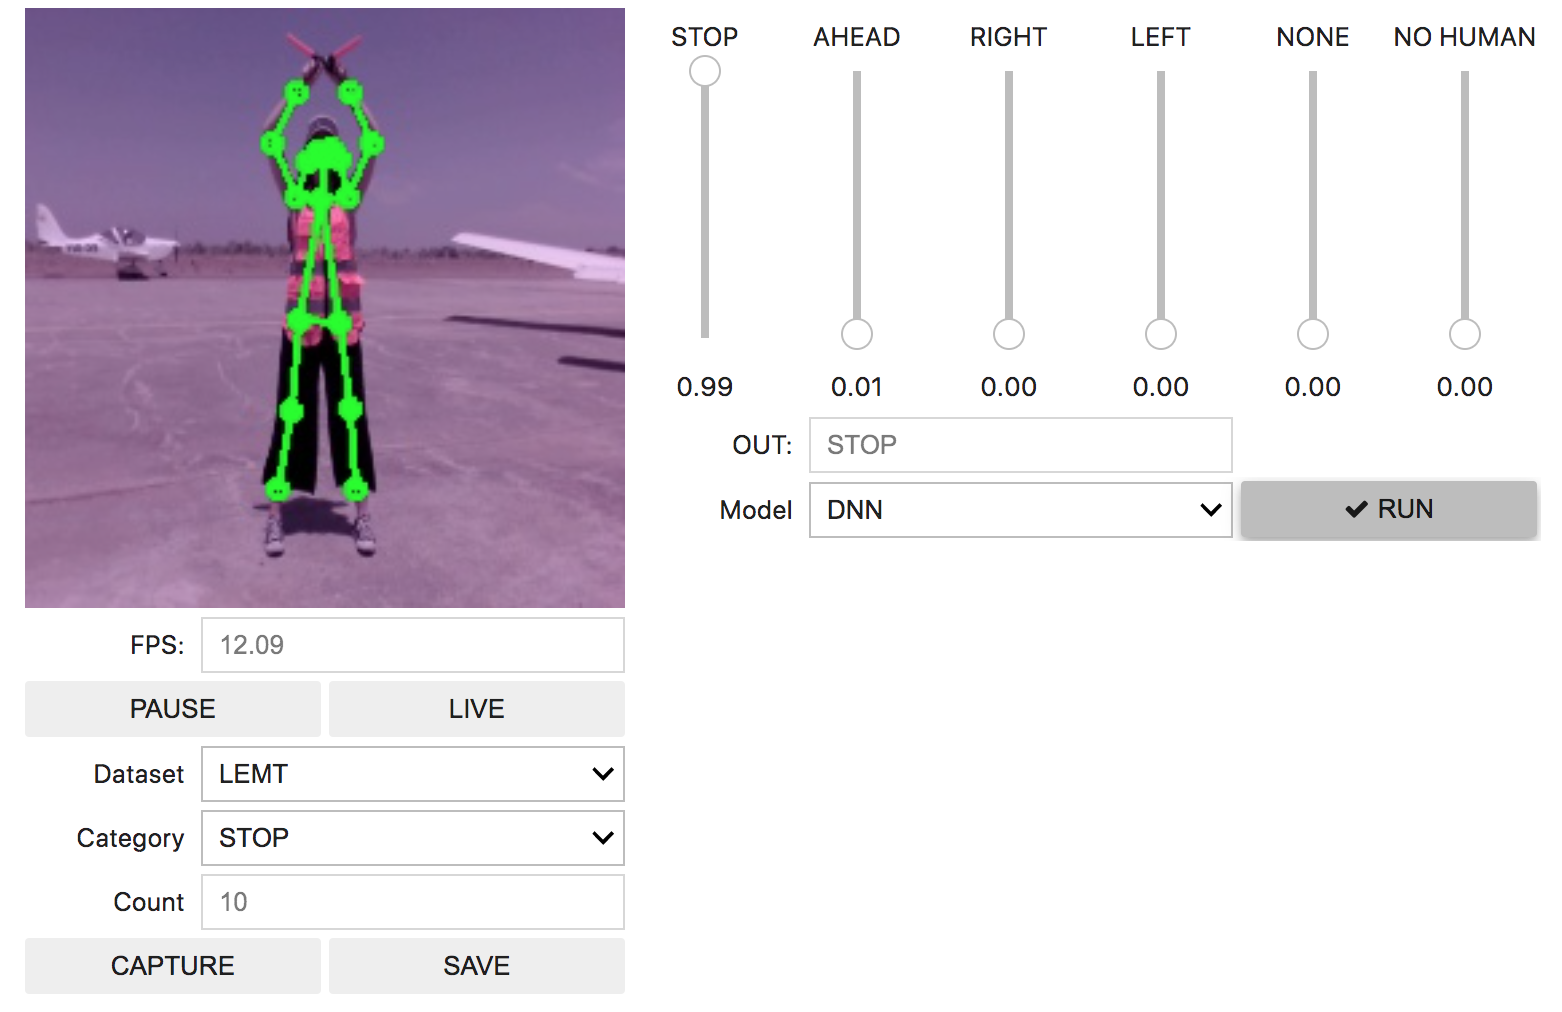 FPS: 12.09
PAUSE LIVE
Dataset LEMT
Category STOP
Count 10
CAPTURE SAVE
STOP AHEAD RIGHT LEFT NONE NO HUMAN
0.99 0.01 0.00 0.00 0.00 0.00
OUT: STOP
Model DNN RUN